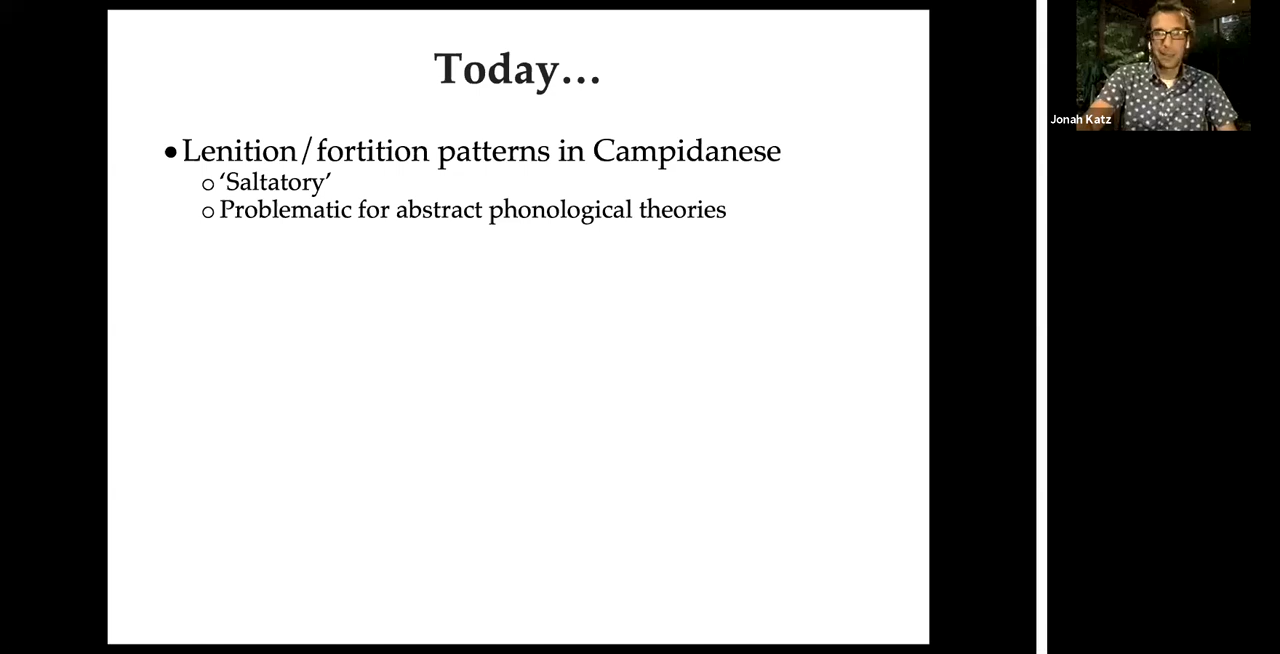 Today…
• Lenition/fortition patterns in Campidanese
o ‘Saltatory’
o Problematic for abstract phonological theories
Jonah Katz